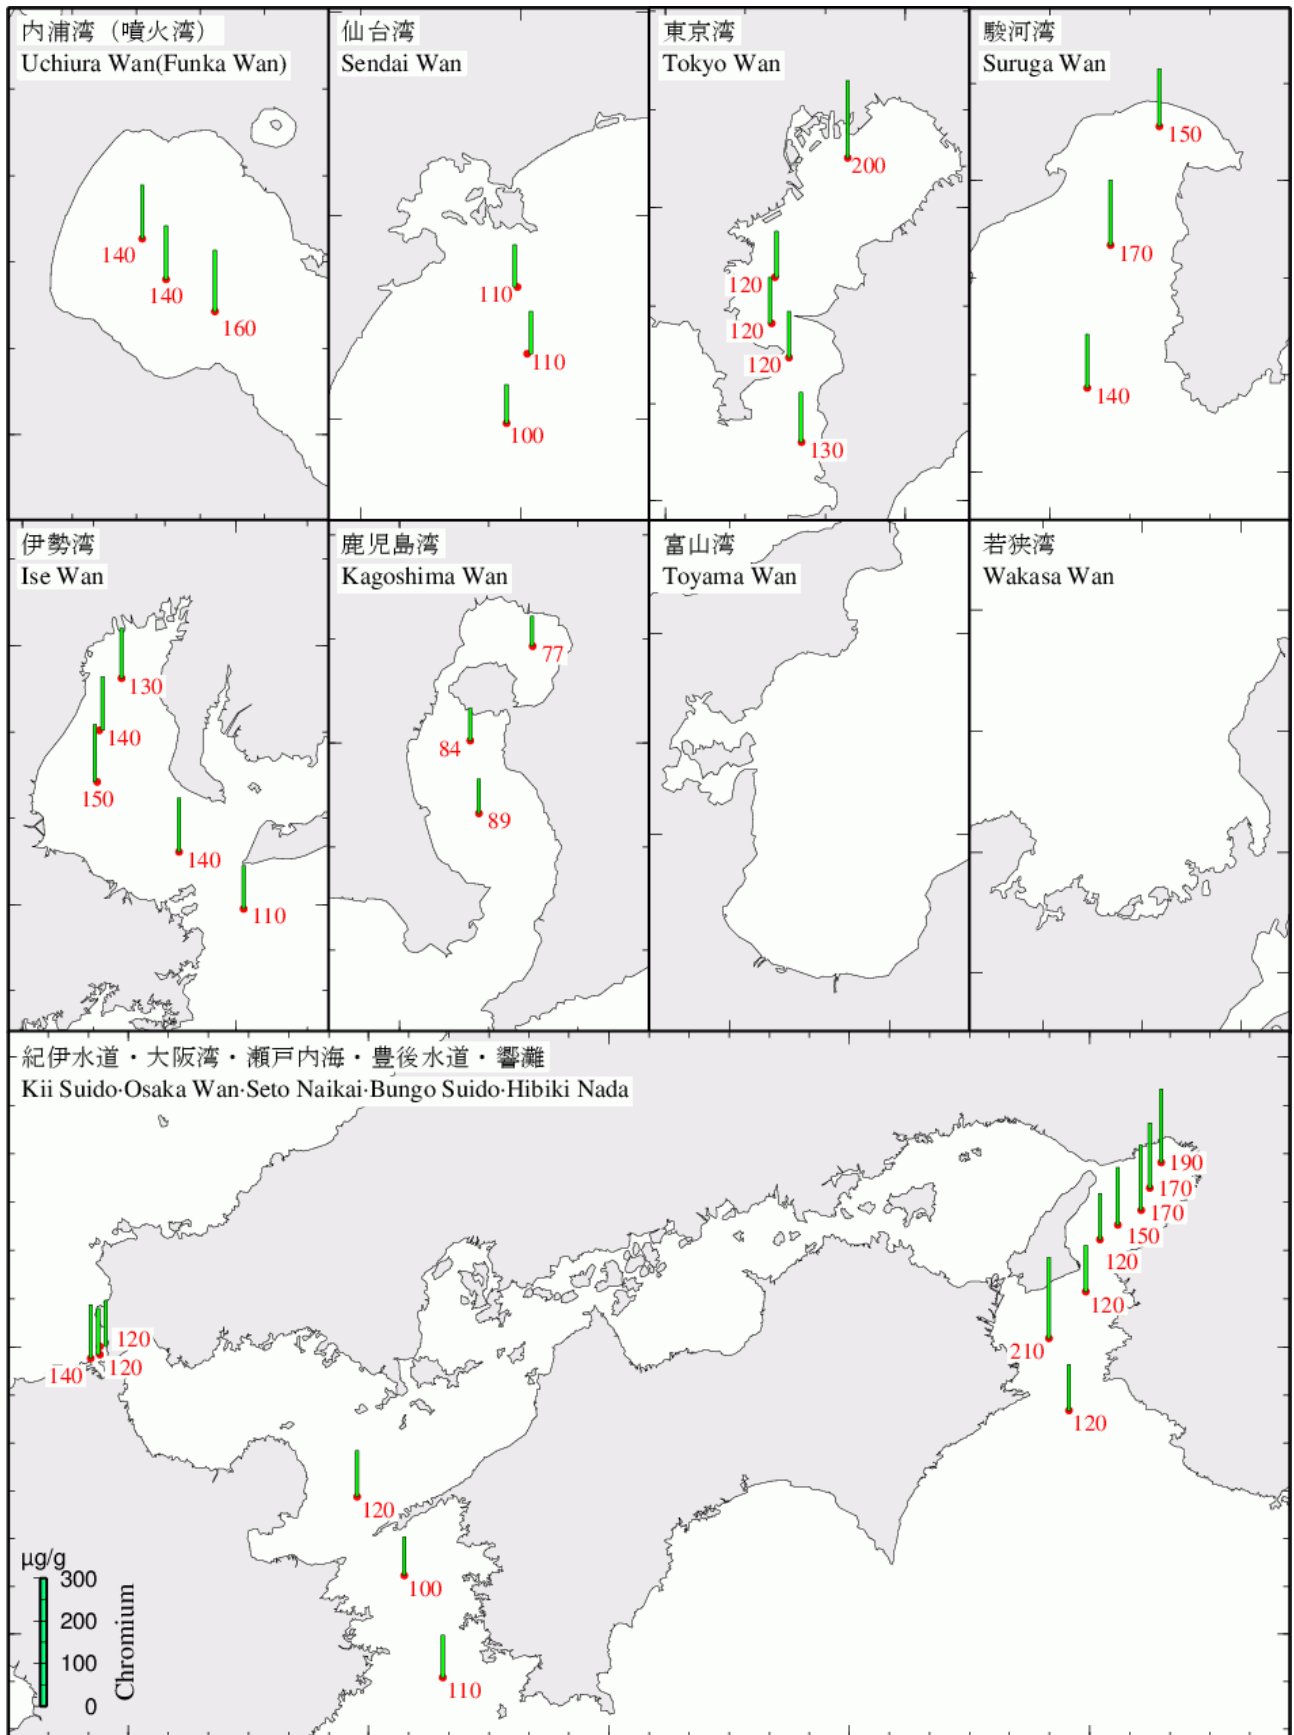 内浦湾（噴火湾）
Uchiura Wan(Funka Wan)
140
140
160
仙台湾
Sendai Wan
110
110
100
東京湾
Tokyo Wan
200
120
120
120
130
駿河湾
Suruga Wan
150
170
140
伊勢湾
Ise Wan
130
140
150
140
110
鹿児島湾
Kagoshima Wan
77
84
89
富山湾
Toyama Wan
若狭湾
Wakasa Wan
紀伊水道・大阪湾・瀬戸内海・豊後水道・響灘
Kii Suido·Osaka Wan·Seto Naikai·Bungo Suido·Hibiki Nada
190
170
170
150
120
120
210
120
120
120
140
120
100
110
µg/g
300
200
100
0
Chromium